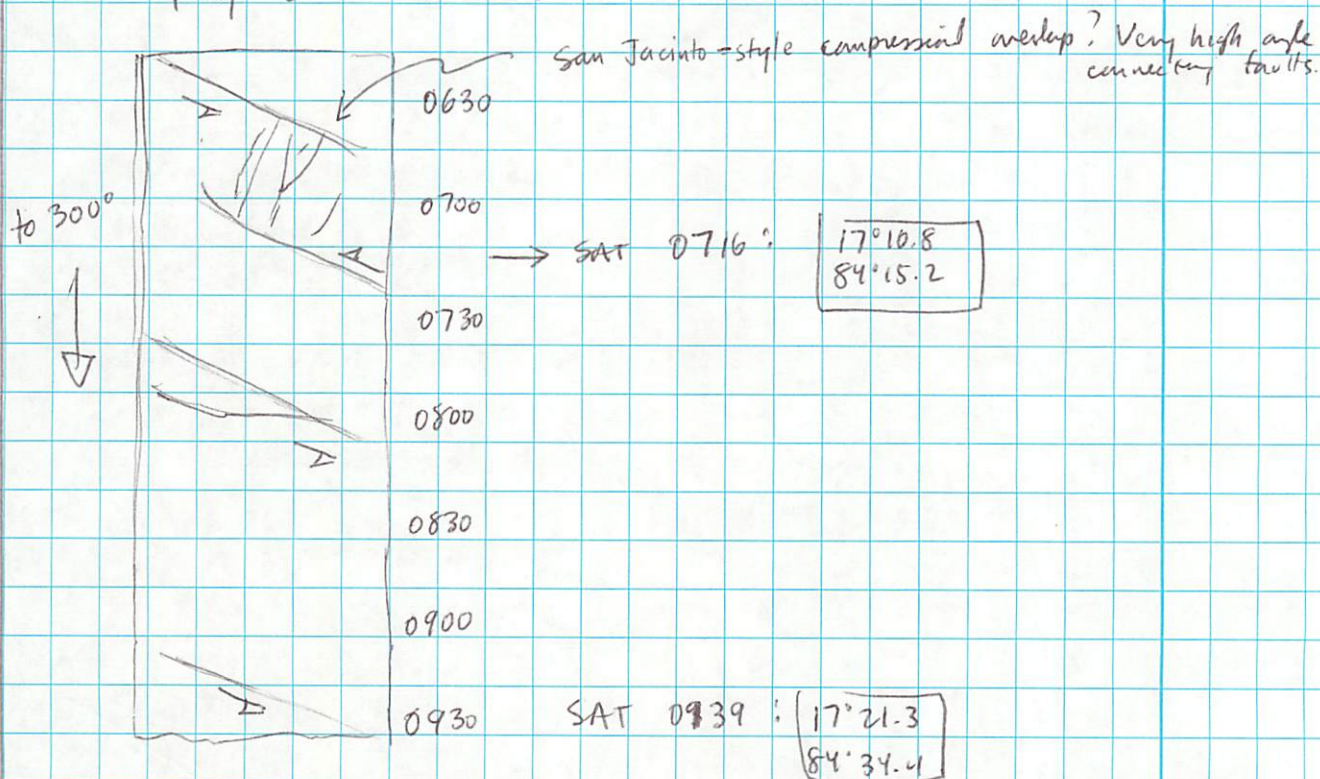 San Jacinto-style compressional overlap? Very high angle
connecting faults.
0630
0700
to 300°
→ SAT 0716: 17°10.8
84°15.2
0730
0800
0830
0900
0930
SAT 0939: 17°21.3
84°34.4